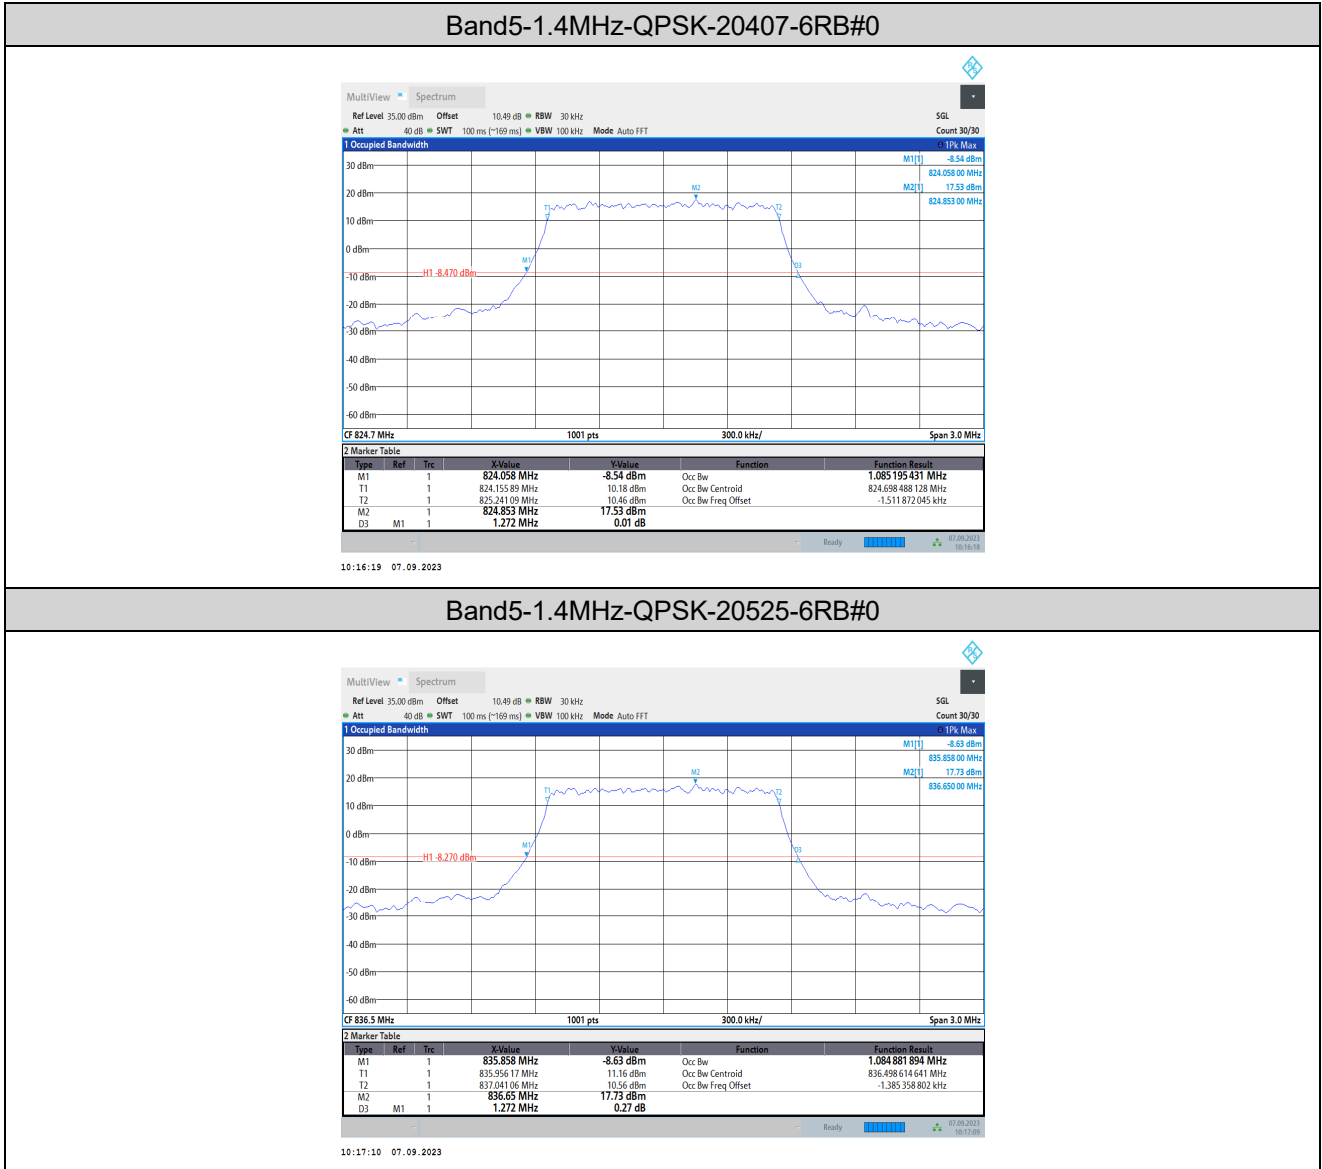 Band5-1.4MHz-QPSK-20407-6RB#0
R S
MultiView Spectrum
Ref Level 35.00 dBm Offset 10.49 dB RBW 30 kHz SGL
Att 40 dB SWT 100 ms (~169 ms) VBW 100 kHz Mode Auto FFT Count 30/30
1 Occupied Bandwidth 1Pk Max
M1[1] -8.54 dBm
824.058 00 MHz
M2[1] 17.53 dBm
824.853 00 MHz
30 dBm
20 dBm
10 dBm
0 dBm
-10 dBm
-20 dBm
-30 dBm
-40 dBm
-50 dBm
-60 dBm
M2
T1
T2
M1
D3
H1 -8.470 dBm
CF 824.7 MHz 1001 pts 300.0 kHz/ Span 3.0 MHz
2 Marker Table
Type Ref Trc X-Value Y-Value Function Function Result
M1 1 824.058 MHz -8.54 dBm Occ Bw 1.085 195 431 MHz
T1 1 824.155 89 MHz 10.18 dBm Occ Bw Centroid 824.698 488 128 MHz
T2 1 825.241 09 MHz 10.46 dBm Occ Bw Freq Offset -1.511 872 045 kHz
M2 1 824.853 MHz 17.53 dBm
D3 M1 1 1.272 MHz 0.01 dB
Ready 07.09.2023
10:16:18
10:16:19 07.09.2023
Band5-1.4MHz-QPSK-20525-6RB#0
R S
MultiView Spectrum
Ref Level 35.00 dBm Offset 10.49 dB RBW 30 kHz SGL
Att 40 dB SWT 100 ms (~169 ms) VBW 100 kHz Mode Auto FFT Count 30/30
1 Occupied Bandwidth 1Pk Max
M1[1] -8.63 dBm
835.858 00 MHz
M2[1] 17.73 dBm
836.650 00 MHz
30 dBm
20 dBm
10 dBm
0 dBm
-10 dBm
-20 dBm
-30 dBm
-40 dBm
-50 dBm
-60 dBm
M2
T1
T2
M1
D3
H1 -8.270 dBm
CF 836.5 MHz 1001 pts 300.0 kHz/ Span 3.0 MHz
2 Marker Table
Type Ref Trc X-Value Y-Value Function Function Result
M1 1 835.858 MHz -8.63 dBm Occ Bw 1.084 881 894 MHz
T1 1 835.956 17 MHz 11.16 dBm Occ Bw Centroid 836.498 614 641 MHz
T2 1 837.041 06 MHz 10.56 dBm Occ Bw Freq Offset -1.385 358 802 kHz
M2 1 836.65 MHz 17.73 dBm
D3 M1 1 1.272 MHz 0.27 dB
Ready 07.09.2023
10:17:09
10:17:10 07.09.2023